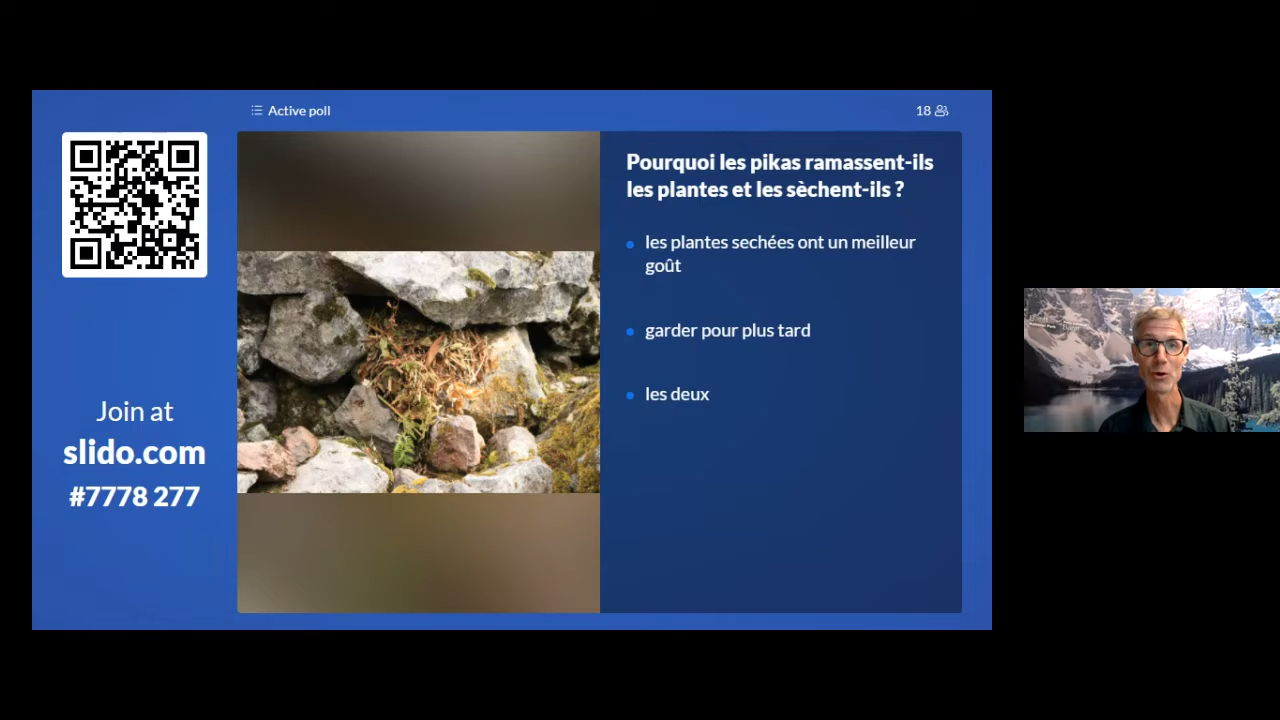 Active poll
18
Join at
slido.com
#7778 277
Pourquoi les pikas ramassent-ils
les plantes et les sèchent-ils ?
les plantes sechées ont un meilleur
goût
garder pour plus tard
les deux